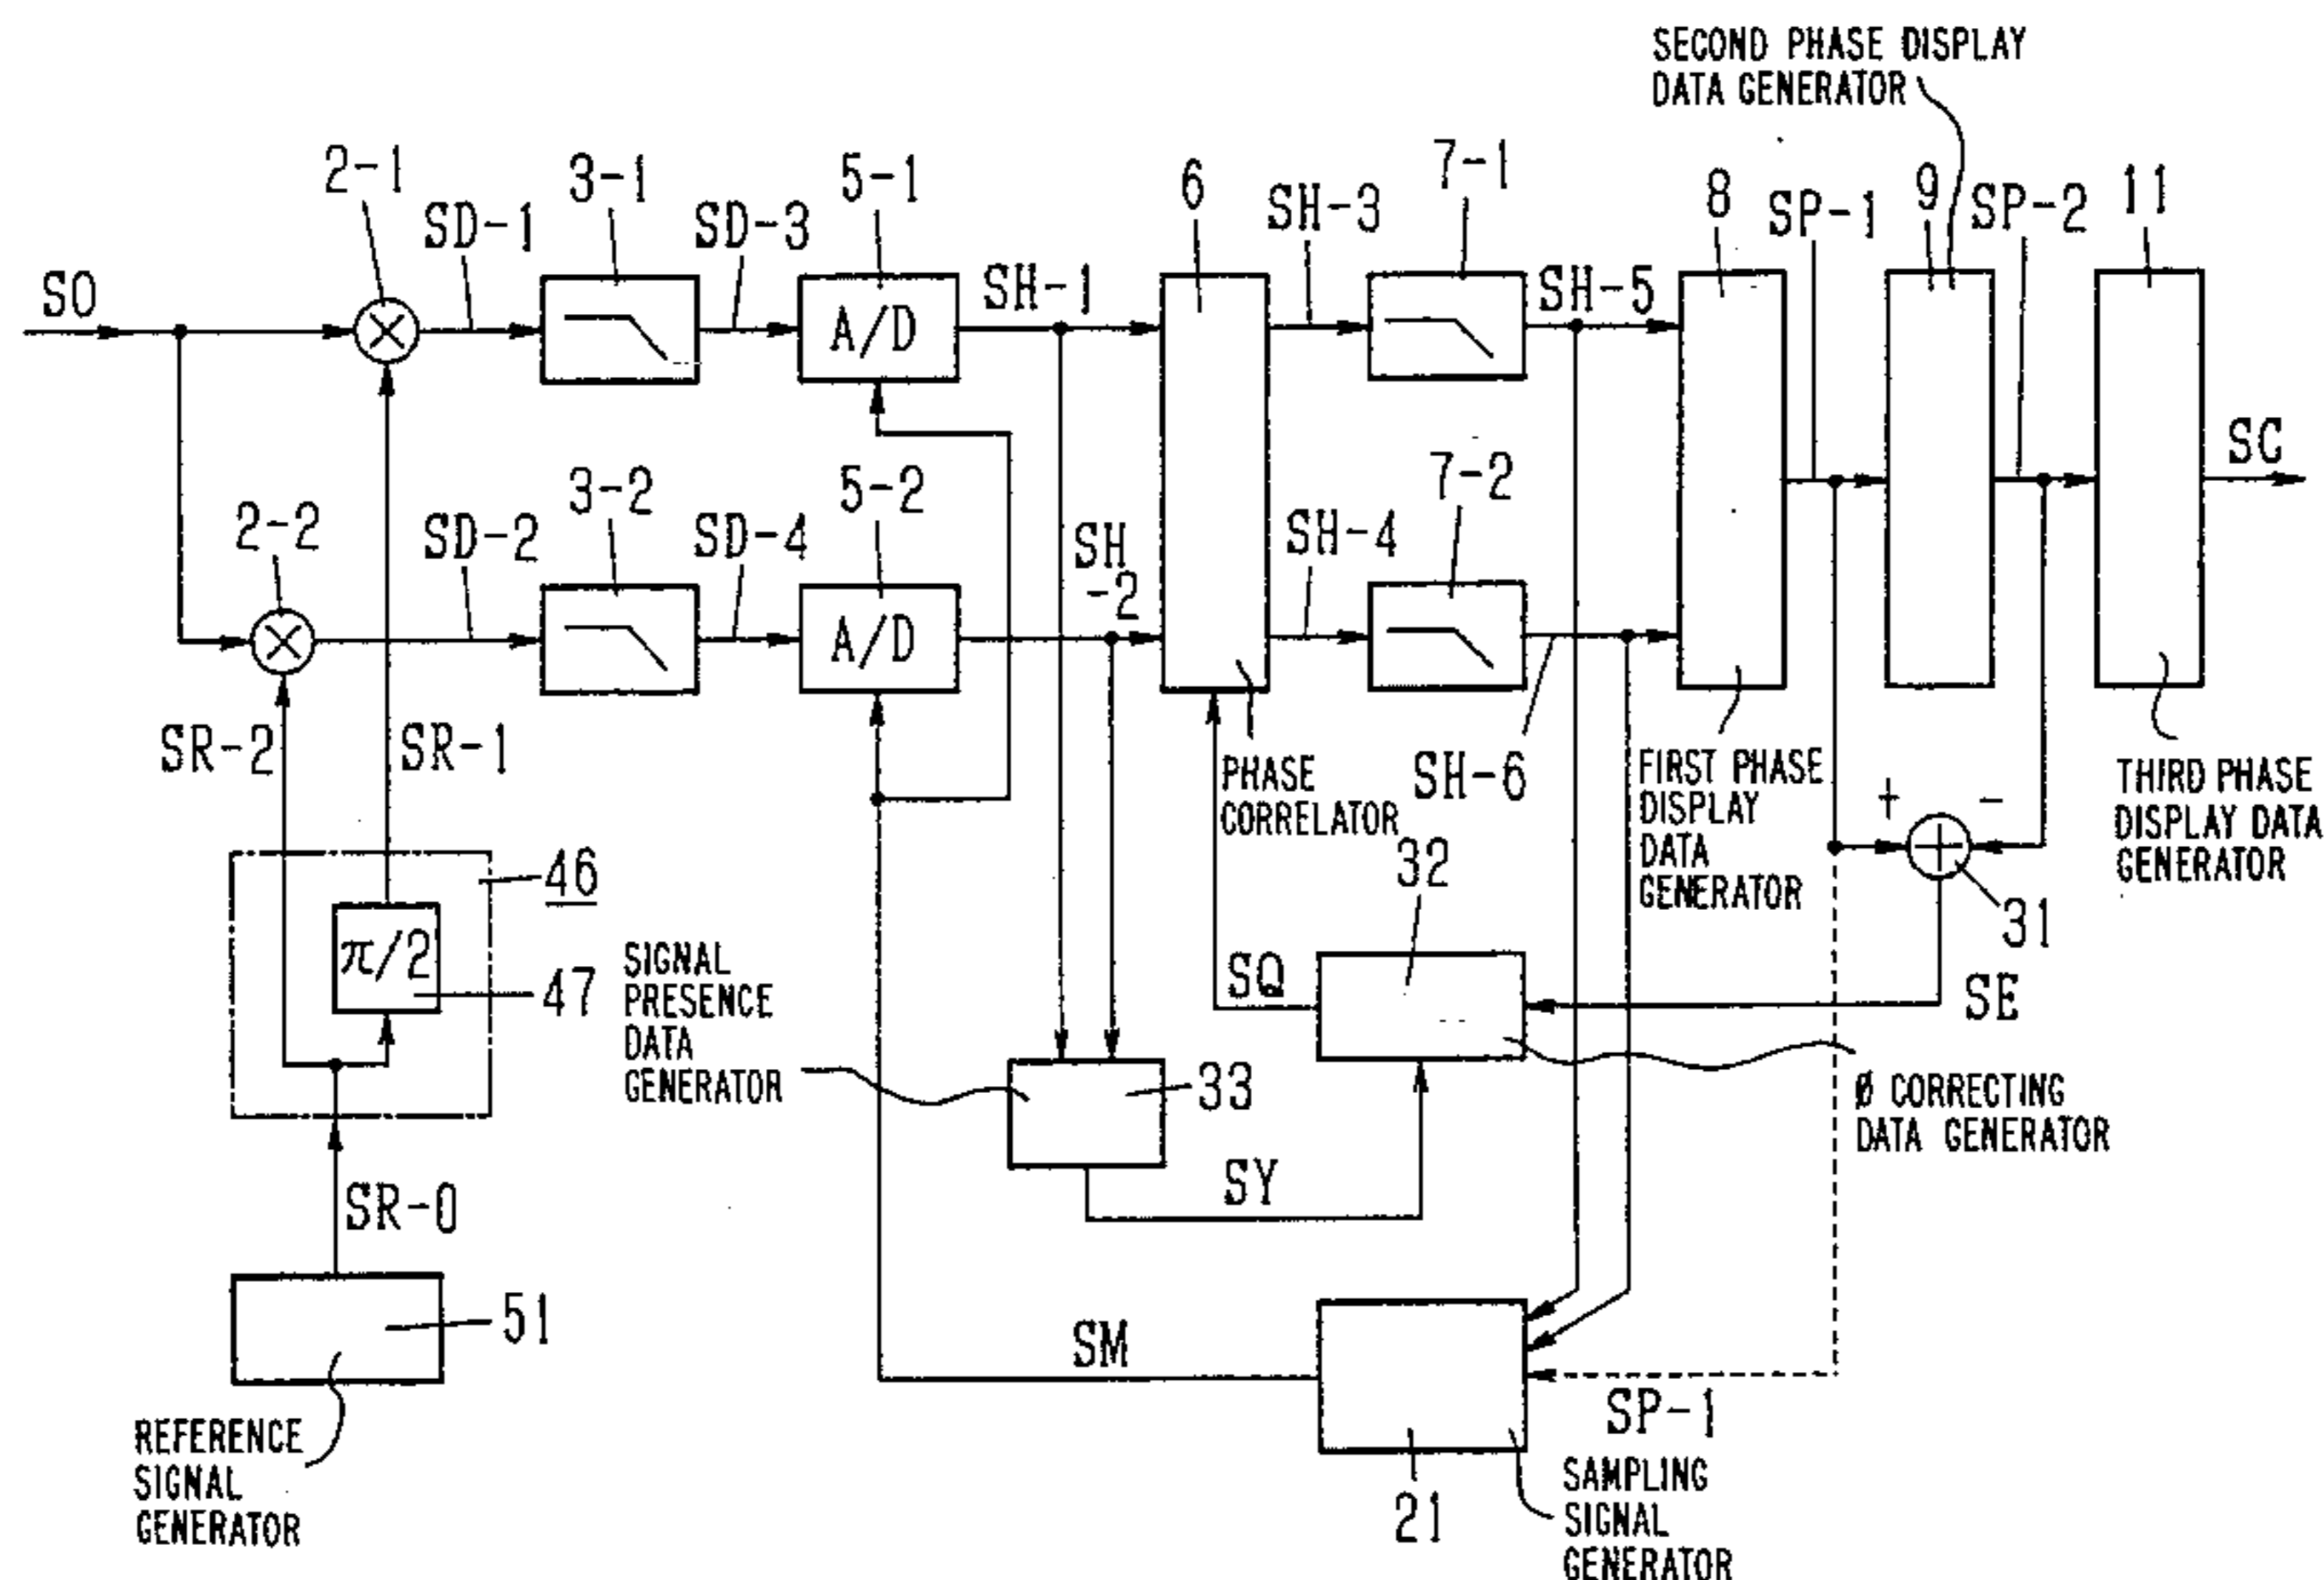 SECOND PHASE DISPLAY
DATA GENERATOR
2-1
SD-1
3-1
SD-3
5-1
SH-1
6
SH-3
7-1
SH-5
8
SP-1
9
SP-2
11
SO
A/D
SG
2-2
SD-2
3-2
SD-4
5-2
A/D
SH
-2
SH-4
7-2
SR-2
SR-1
PHASE
CORRELATOR
SH-6
FIRST PHASE
DISPLAY
DATA
GENERATOR
+
-
THIRD PHASE
DISPLAY DATA
GENERATOR
46
π/2
47
SIGNAL
PRESENCE
DATA
GENERATOR
32
31
SQ
SE
33
Ø CORRECTING
DATA GENERATOR
SY
SR-0
51
REFERENCE
SIGNAL
GENERATOR
SM
SP-1
21
SAMPLING
SIGNAL
GENERATOR